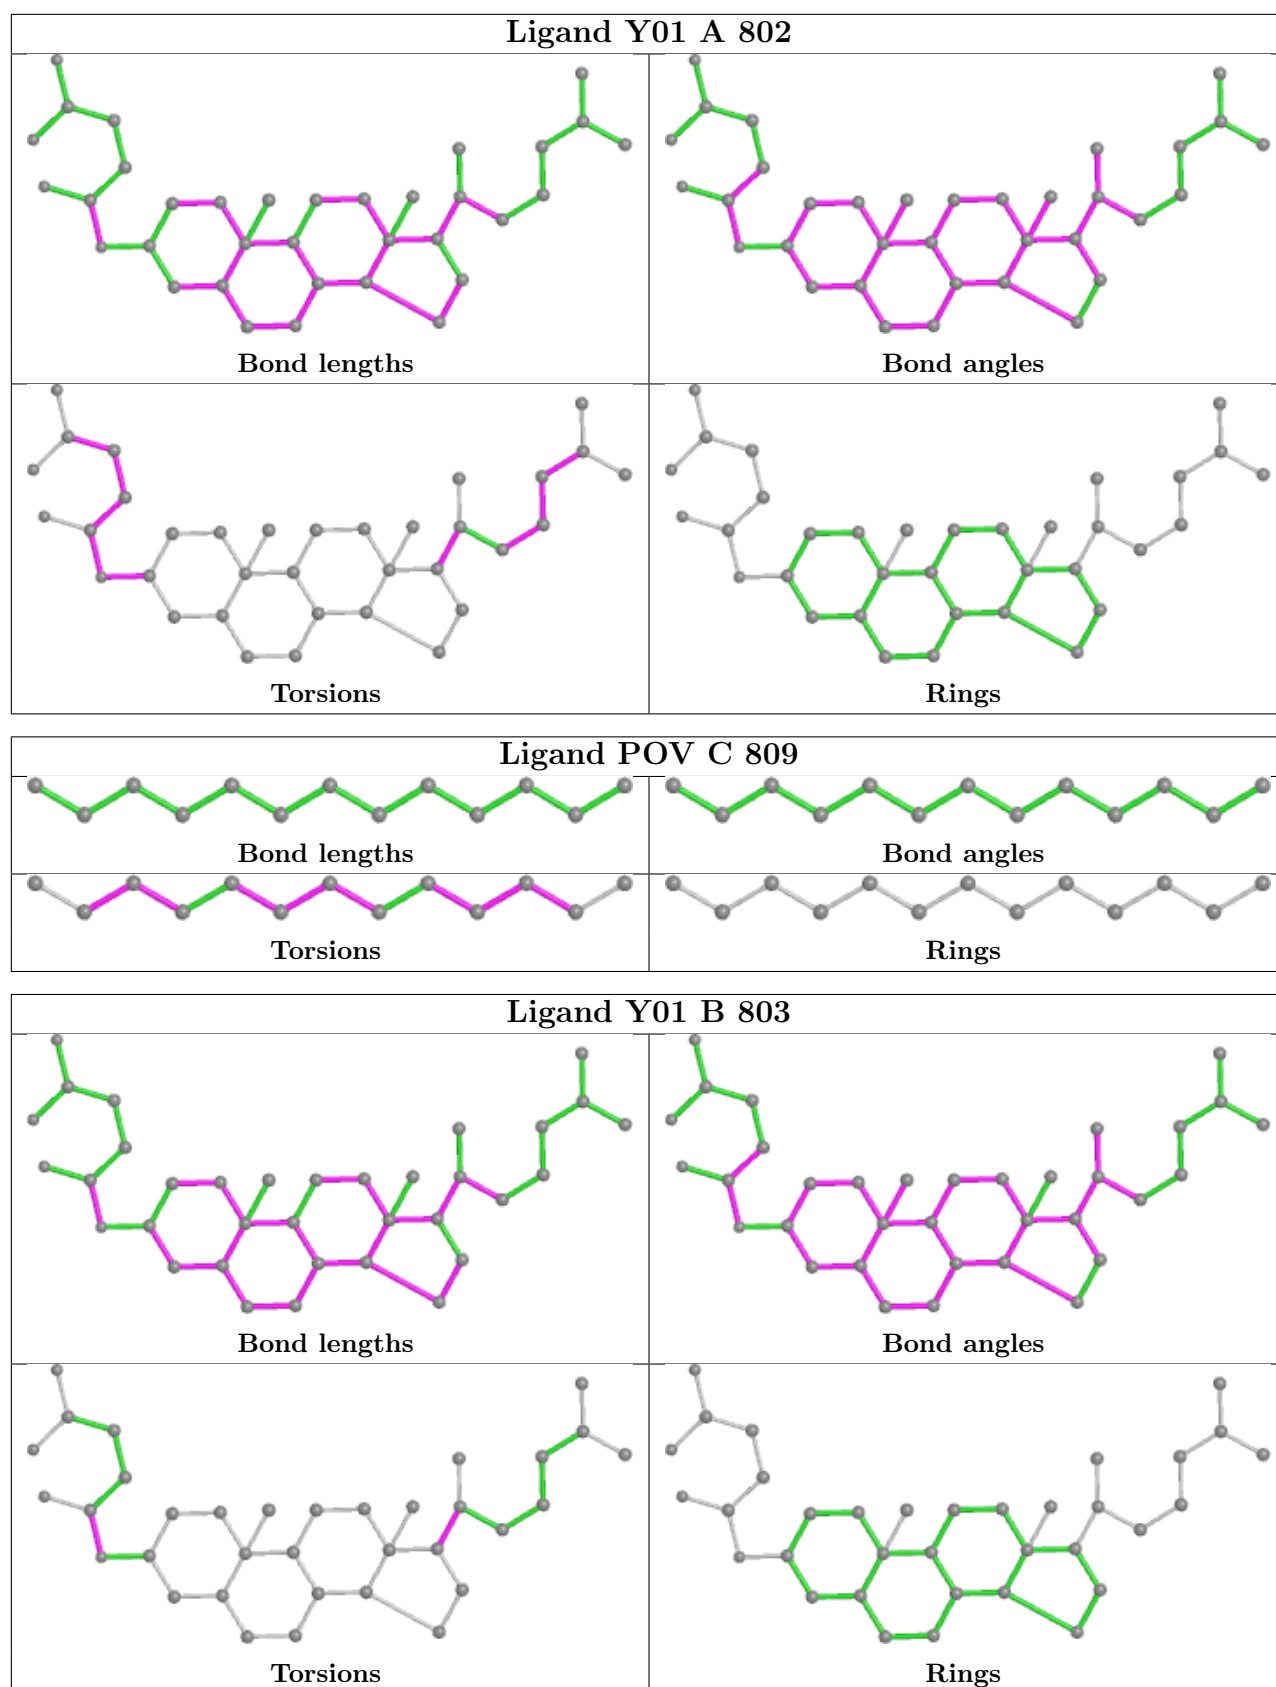 Ligand Y01 A 802
Bond lengths
Bond angles
Torsions
Rings
Ligand POV C 809
Bond lengths
Bond angles
Torsions
Rings
Ligand Y01 B 803
Bond lengths
Bond angles
Torsions
Rings